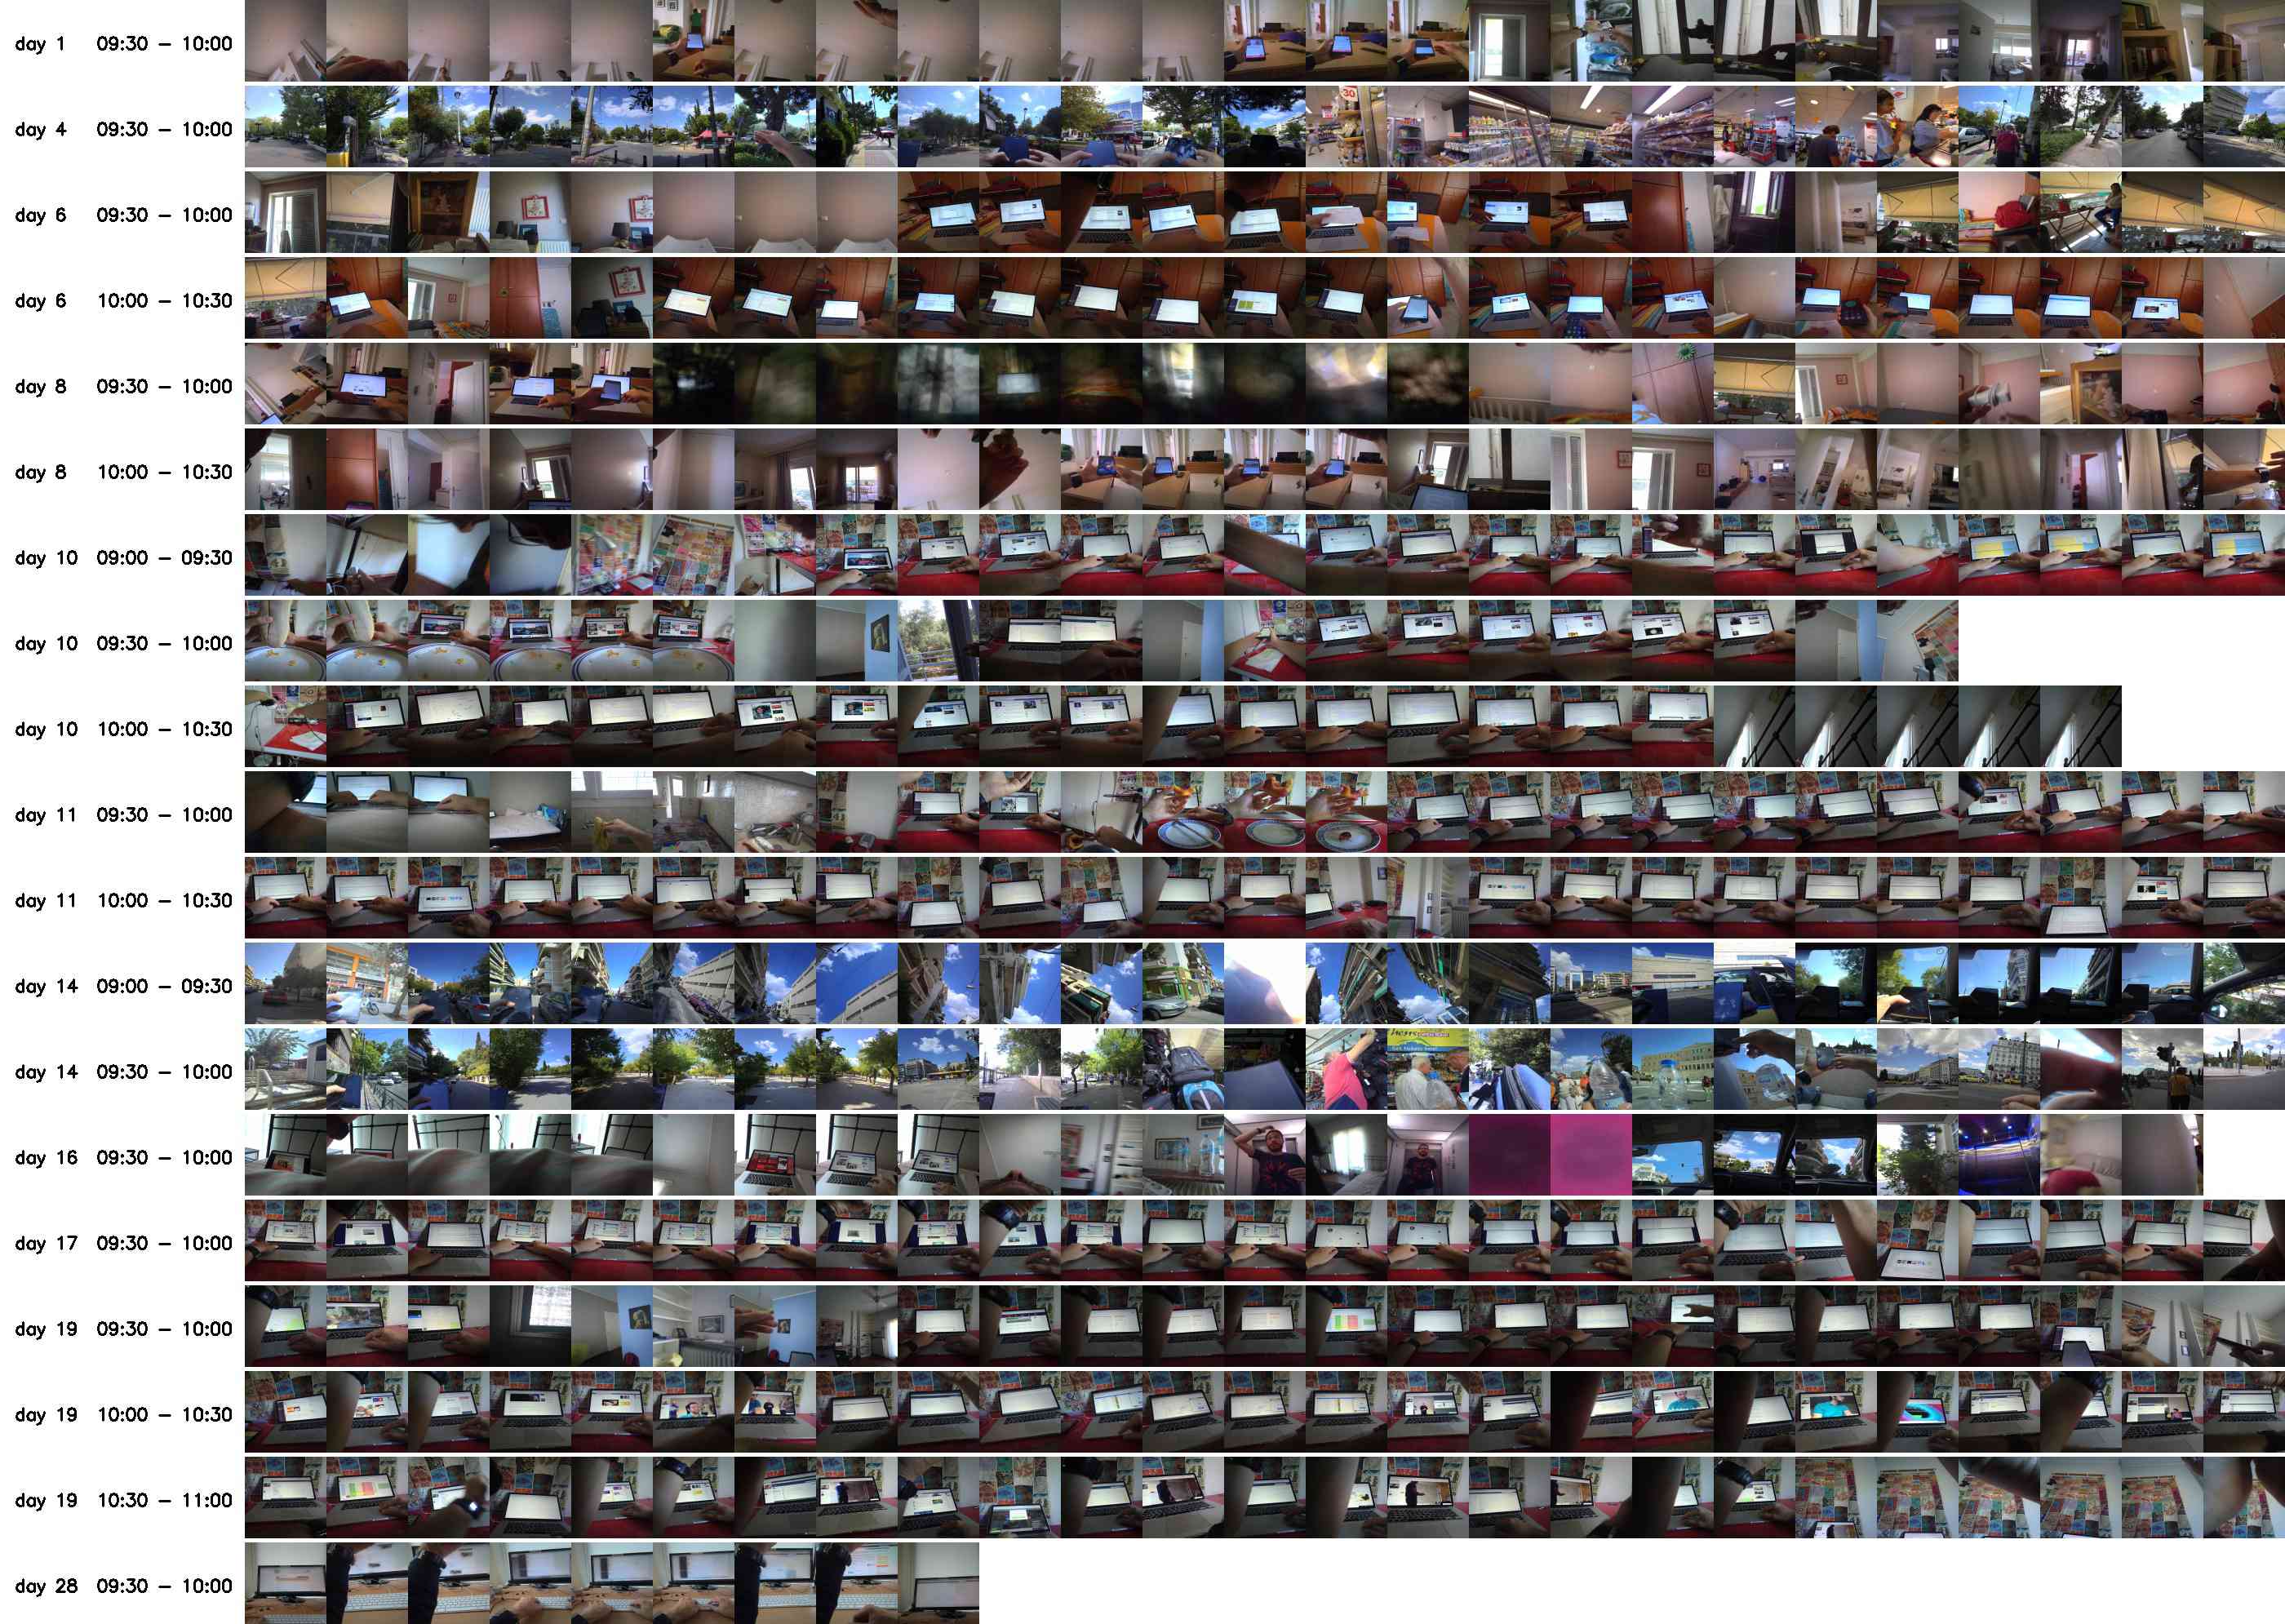 day 1 09:30 – 10:00
day 4 09:30 – 10:00
30
day 6 09:30 – 10:00
day 6 10:00 – 10:30
day 8 09:30 – 10:00
day 8 10:00 – 10:30
day 10 09:00 – 09:30
day 10 09:30 – 10:00
day 10 10:00 – 10:30
day 11 09:30 – 10:00
day 11 10:00 – 10:30
day 14 09:00 – 09:30
day 14 09:30 – 10:00
day 16 09:30 – 10:00
day 17 09:30 – 10:00
day 19 09:30 – 10:00
day 19 10:00 – 10:30
day 19 10:30 – 11:00
day 28 09:30 – 10:00